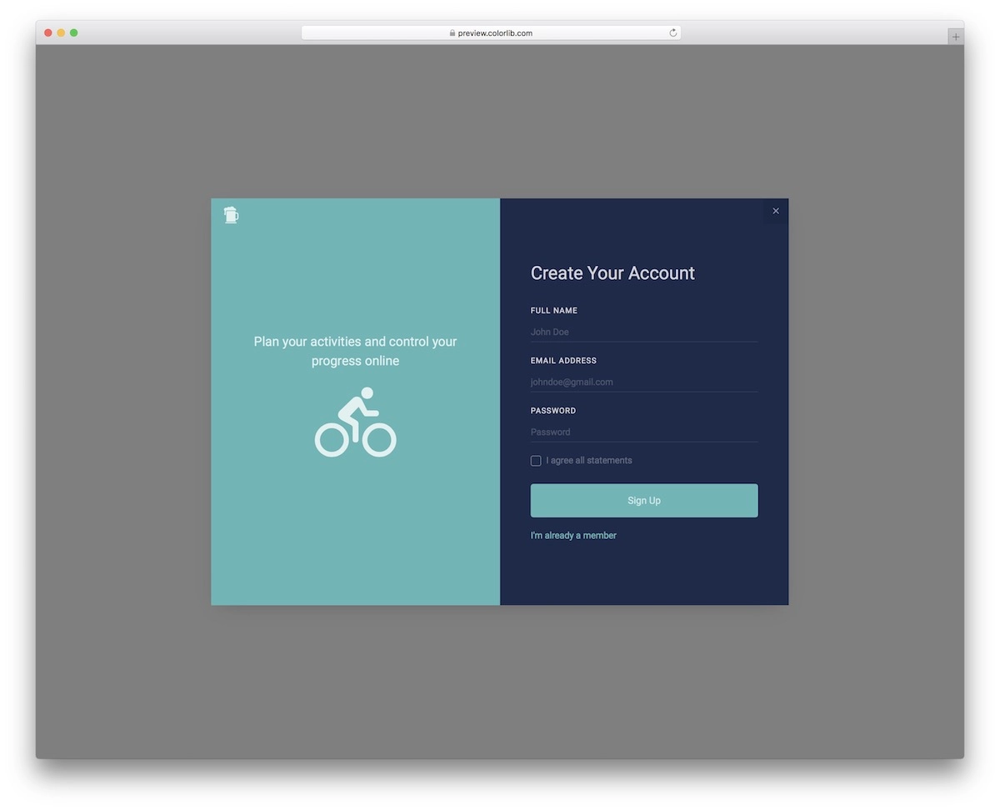 preview.colorlib.com
Plan your activities and control your
progress online
Create Your Account
FULL NAME
John Doe
EMAIL ADDRESS
johndoe@gmail.com
PASSWORD
Password
I agree all statements
Sign Up
I'm already a member